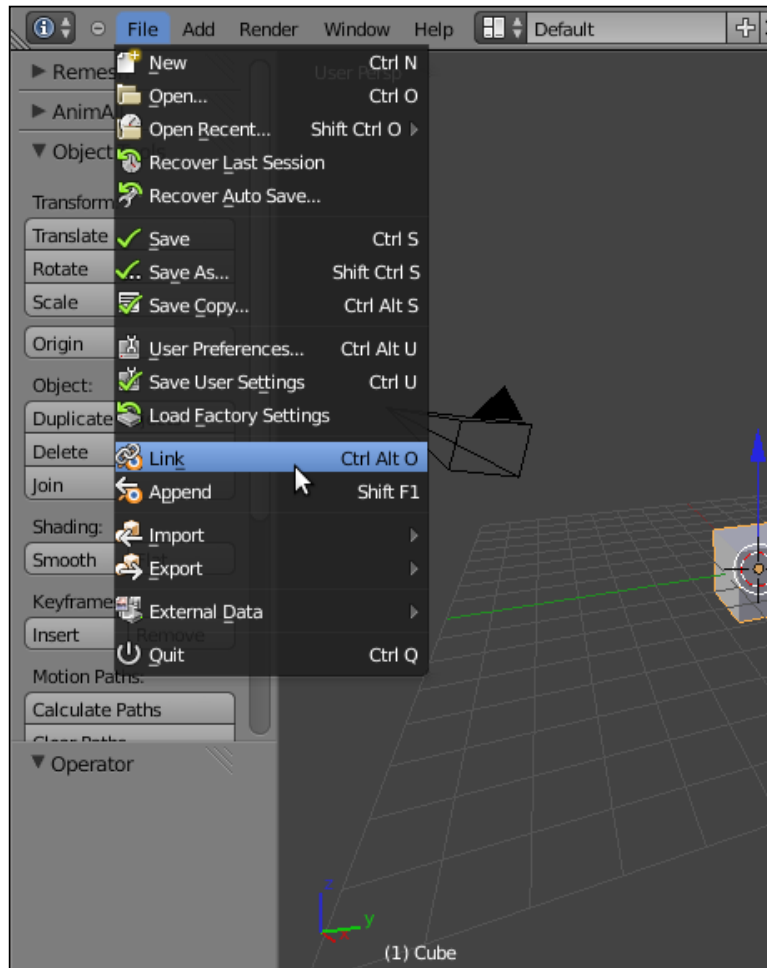 File Add Render Window Help Default
Remes
AnimA
Object Tools
User Persp
New Ctrl N
Open... Ctrl O
Open Recent... Shift Ctrl O
Recover Last Session
Recover Auto Save...
Save Ctrl S
Save As... Shift Ctrl S
Save Copy... Ctrl Alt S
User Preferences... Ctrl Alt U
Save User Settings Ctrl U
Load Factory Settings
Link Ctrl Alt O
Append Shift F1
Import
Export
External Data
Quit Ctrl Q
Transform
Translate
Rotate
Scale
Origin
Object:
Duplicate
Delete
Join
Shading:
Smooth Flat
Keyframe
Insert Remove
Motion Paths:
Calculate Paths
Clear Paths
Operator
z
y
x
(1) Cube